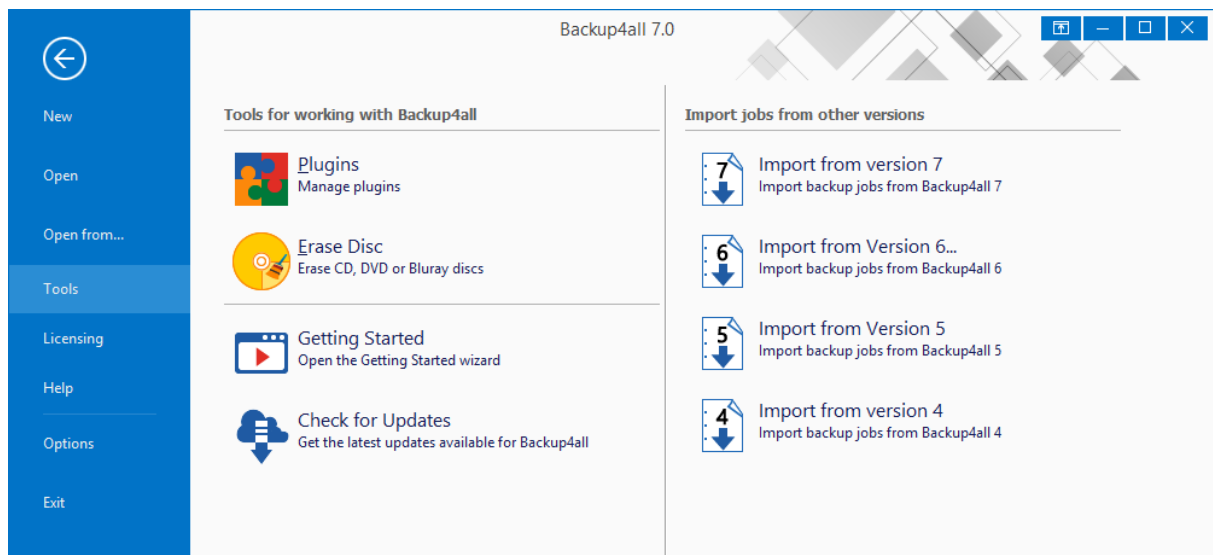 Backup4all 7.0
New
Open
Open from...
Tools
Licensing
Help
Options
Exit
Tools for working with Backup4all
Plugins
Manage plugins
Erase Disc
Erase CD, DVD or Bluray discs
Getting Started
Open the Getting Started wizard
Check for Updates
Get the latest updates available for Backup4all
Import jobs from other versions
7
Import from version 7
Import backup jobs from Backup4all 7
6
Import from Version 6...
Import backup jobs from Backup4all 6
5
Import from Version 5
Import backup jobs from Backup4all 5
4
Import from version 4
Import backup jobs from Backup4all 4